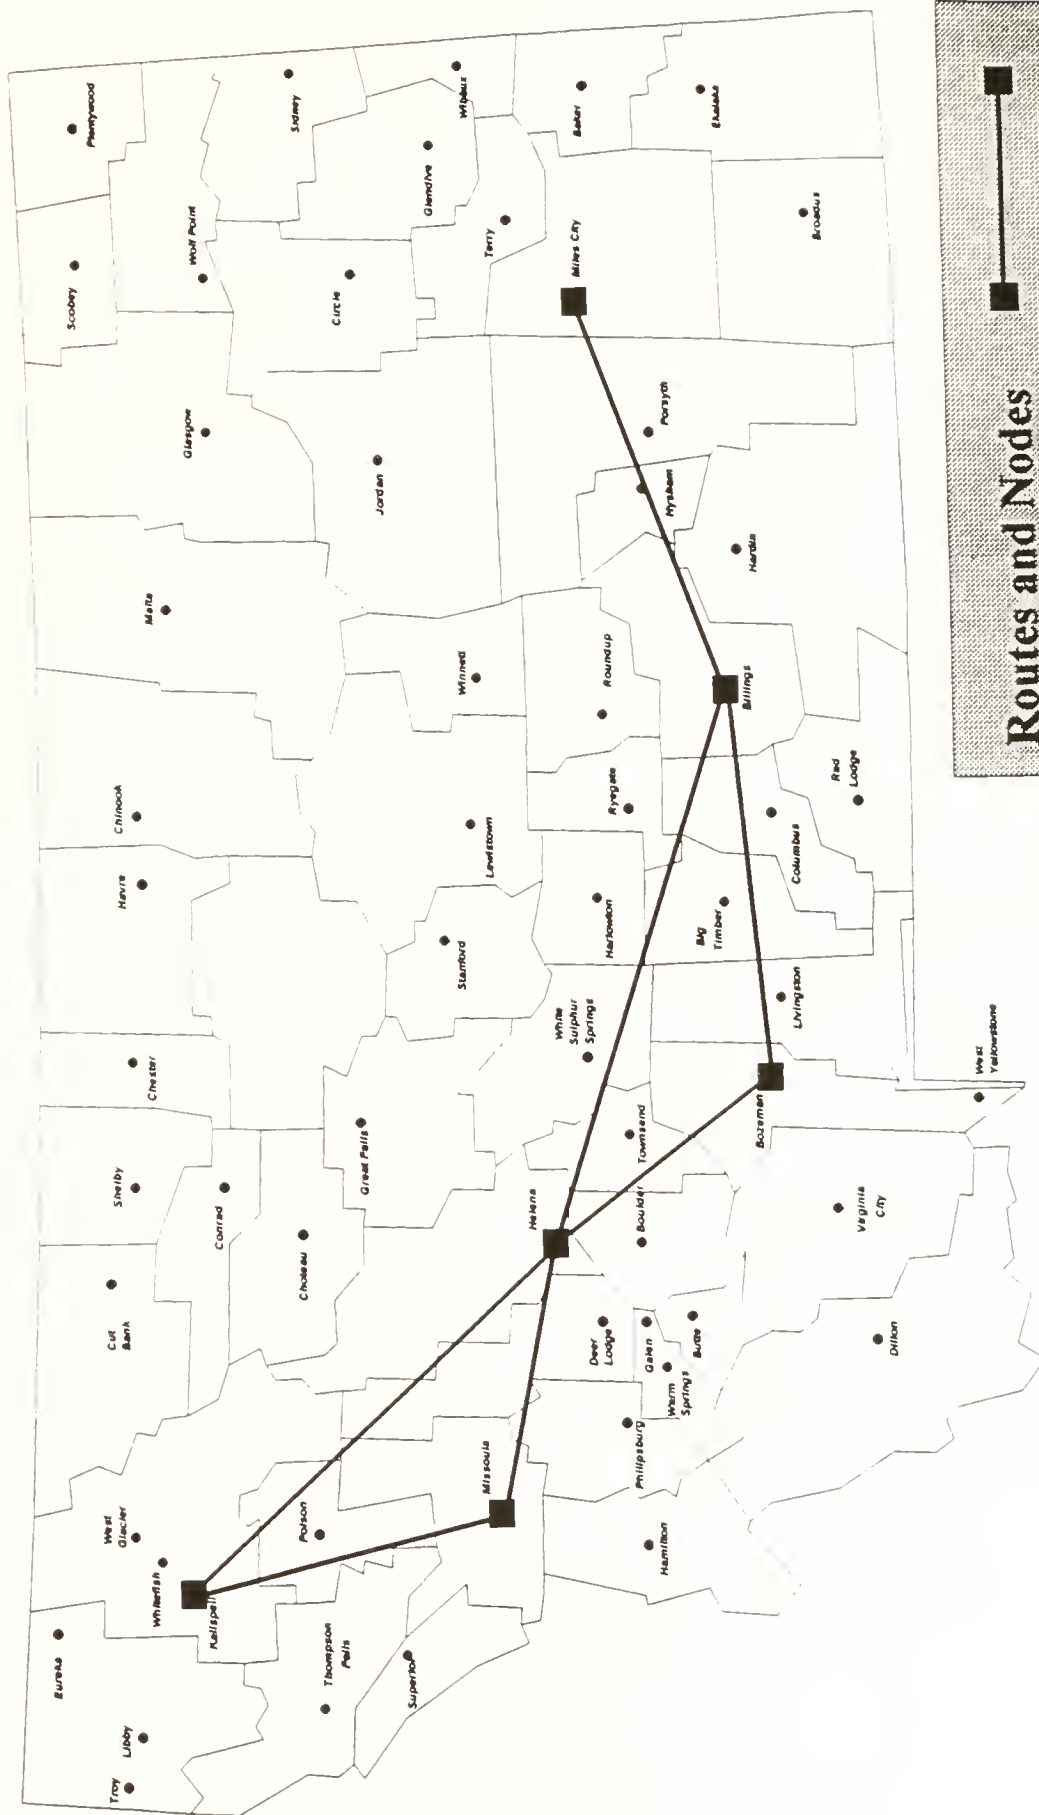 Eureka
Troy
Libby
Whitefish
West
Glacier
Kalispell
Thompson
Falls
Superior
Polson
Missoula
Hamilton
Philipsburg
Cut
Bank
Shelby
Conrad
Choteau
Chester
Great Falls
Helena
Deer
Lodge
Galen
Warm
Springs
Butte
Boulder
Townsend
Dillon
Virginia
City
Bozeman
West
Yellowstone
Livingston
White
Sulphur
Springs
Big
Timber
Harlowton
Stanford
Lewistown
Havre
Chinook
Malta
Winnett
Roundup
Ryegate
Columbus
Red
Lodge
Billings
Hardin
Hysham
Forsyth
Jordan
Glasgow
Scobey
Plentywood
Wolf Point
Circle
Sidney
Glendive
Wibaux
Terry
Miles City
Baker
Ekalaka
Broadus
Routes and Nodes